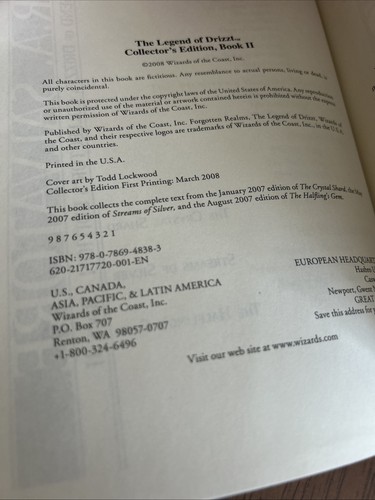 The Legend of Drizzt™
Collector's Edition, Book II
©2008 Wizards of the Coast, Inc.
All characters in this book are fictitious. Any resemblance to actual persons, living or dead, is
purely coincidental.
This book is protected under the copyright laws of the United States of America. Any reproduction
or unauthorized use of the material or artwork contained herein is prohibited without the express
written permission of Wizards of the Coast, Inc.
Published by Wizards of the Coast, Inc. Forgotten Realms, The Legend of Drizzt, Wizards of
the Coast, and their respective logos are trademarks of Wizards of the Coast, Inc., in the U.S.A.
and other countries.
Printed in the U.S.A.
Cover art by Todd Lockwood
Collector's Edition First Printing: March 2008
This book collects the complete text from the January 2007 edition of The Crystal Shard, the May
2007 edition of Streams of Silver, and the August 2007 edition of The Halfling's Gem.
9 8 7 6 5 4 3 2 1
ISBN: 978-0-7869-4838-3
620-21717720-001-EN
U.S., CANADA,
ASIA, PACIFIC, & LATIN AMERICA
Wizards of the Coast, Inc.
P.O. Box 707
Renton, WA 98057-0707
+1-800-324-6496
EUROPEAN HEADQUART
Hasbro U
Newport, Gwent N
GREAT
Save this address for y
Visit our web site at www.wizards.com